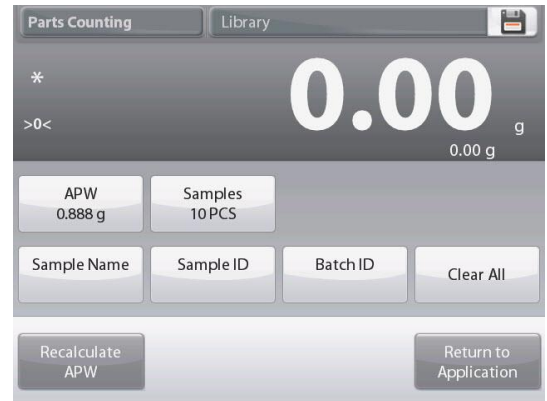 Parts Counting
Library
*
0.00 g
>0<
0.00 g
APW
0.888 g
Samples
10 PCS
Sample Name
Sample ID
Batch ID
Clear All
Recalculate
APW
Return to
Application